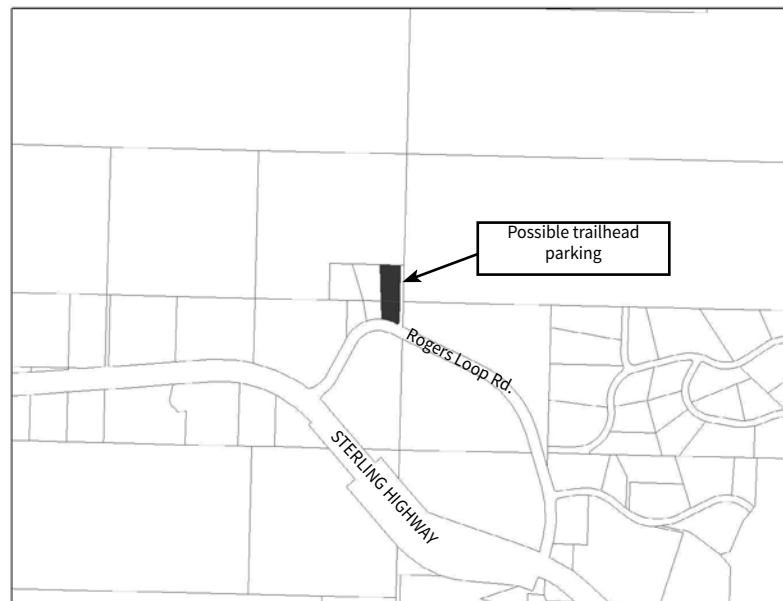 Possible trailhead
parking
Rogers Loop Rd.
STERLING HIGHWAY